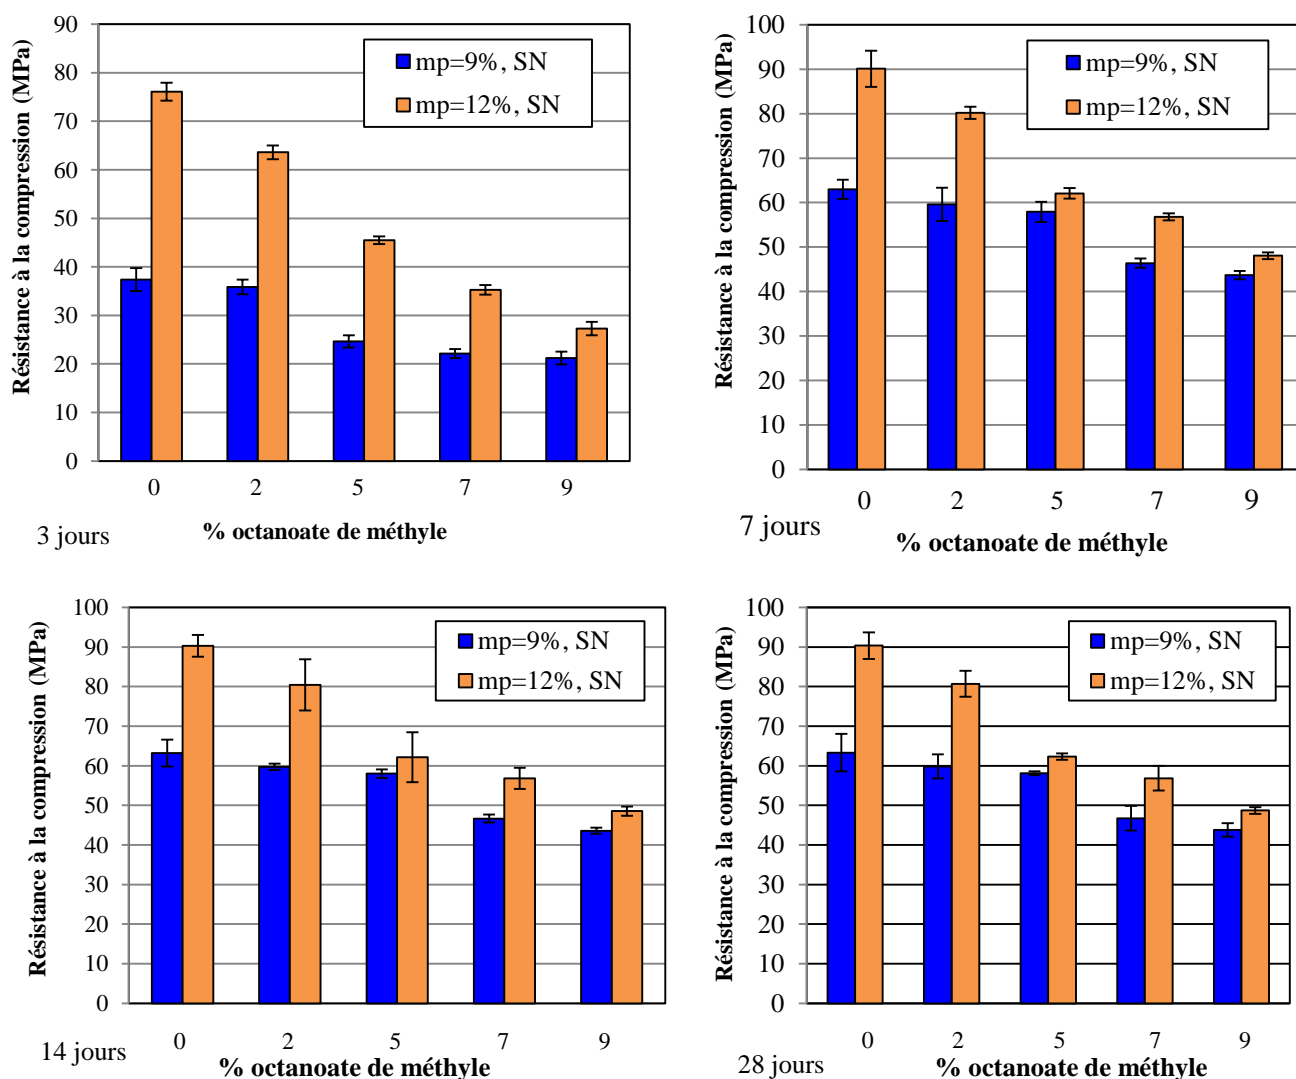 Résistance à la compression (MPa)
90
80
70
60
50
40
30
20
10
0
mp=9%, SN
mp=12%, SN
0 2 5 7 9
3 jours
% octanoate de méthyle
Résistance à la compression (MPa)
100
90
80
70
60
50
40
30
20
10
0
mp=9%, SN
mp=12%, SN
0 2 5 7 9
7 jours
% octanoate de méthyle
Résistance à la compression (MPa)
100
90
80
70
60
50
40
30
20
10
0
mp=9%, SN
mp=12%, SN
0 2 5 7 9
14 jours
% octanoate de méthyle
Résistance à la compression (MPa)
100
90
80
70
60
50
40
30
20
10
0
mp=9%, SN
mp=12%, SN
0 2 5 7 9
28 jours
% octanoate de méthyle